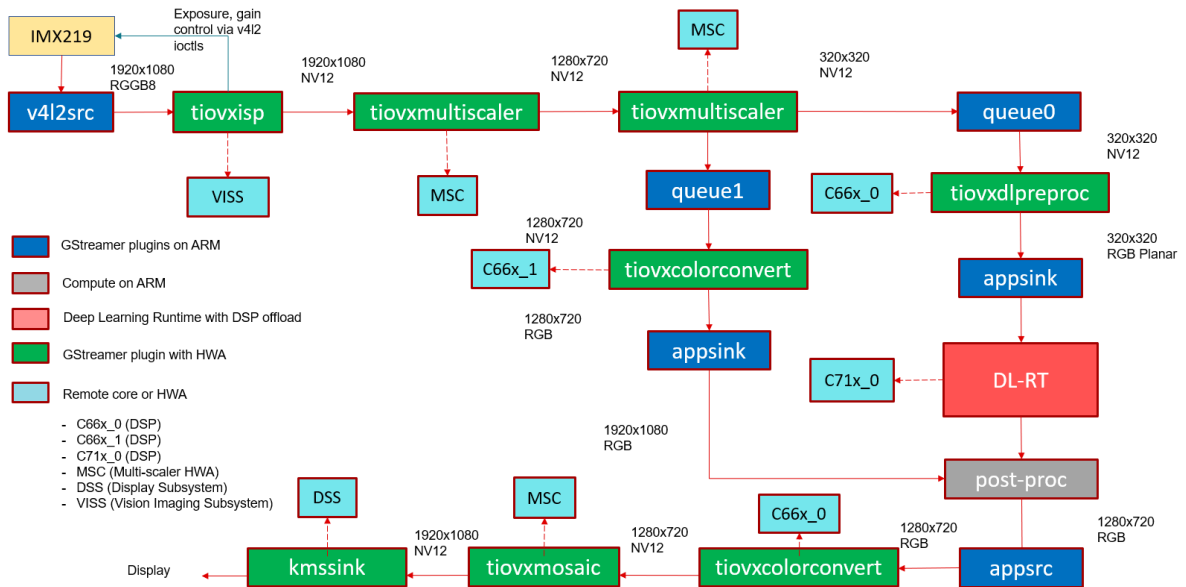 Exposure, gain
control via v4l2
ioctls
IMX219
MSC
1920x1080
RGGB8
1920x1080
NV12
1280x720
NV12
320x320
NV12
v4l2src
tiovxisp
tiovxmultiscaler
tiovxmultiscaler
queue0
320x320
NV12
VISS
MSC
queue1
C66x_0
tiovxdlpreproc
1280x720
NV12
GStreamer plugins on ARM
320x320
RGB Planar
C66x_1
tiovxcolorconvert
appsink
Compute on ARM
1280x720
RGB
Deep Learning Runtime with DSP offload
GStreamer plugin with HWA
appsink
C71x_0
DL-RT
Remote core or HWA
- C66x_0 (DSP)
- C66x_1 (DSP)
- C71x_0 (DSP)
- MSC (Multi-scaler HWA)
- DSS (Display Subsystem)
- VISS (Vision Imaging Subsystem)
1920x1080
RGB
post-proc
DSS
MSC
C66x_0
1920x1080
NV12
1280x720
NV12
1280x720
RGB
1280x720
RGB
Display
kmssink
tiovxmosaic
tiovxcolorconvert
appsrc